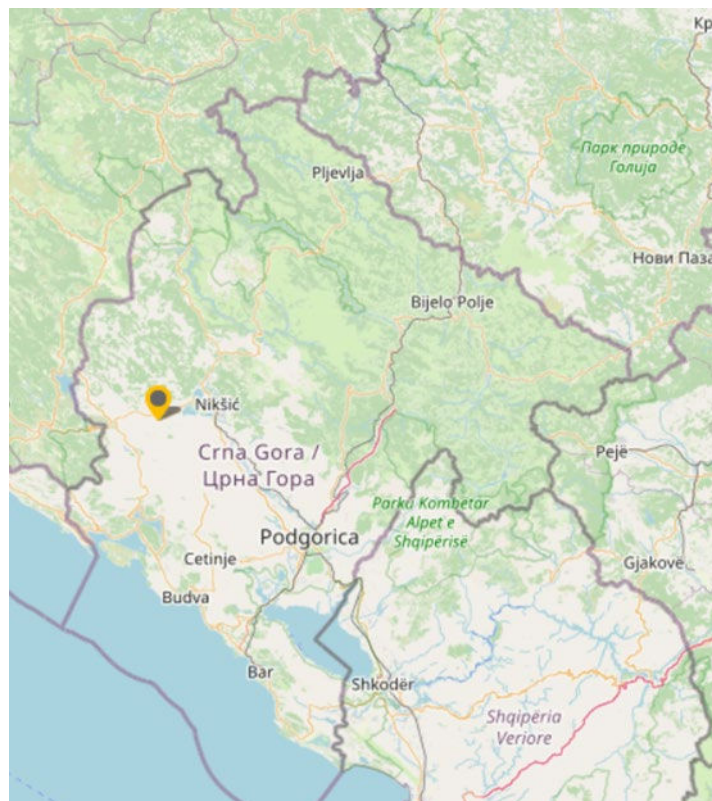 Кр
Парк природе
Голија
Pljevlja
Нови Паза
Bijelo Polje
Nikšić
Crna Gora /
Црна Гора
Pejë
Parku Kombëtar
Alpet e
Shqipërisë
Podgorica
Cetinje
Gjakovë
Budva
Bar
Shkodër
Shqipëria
Veriore